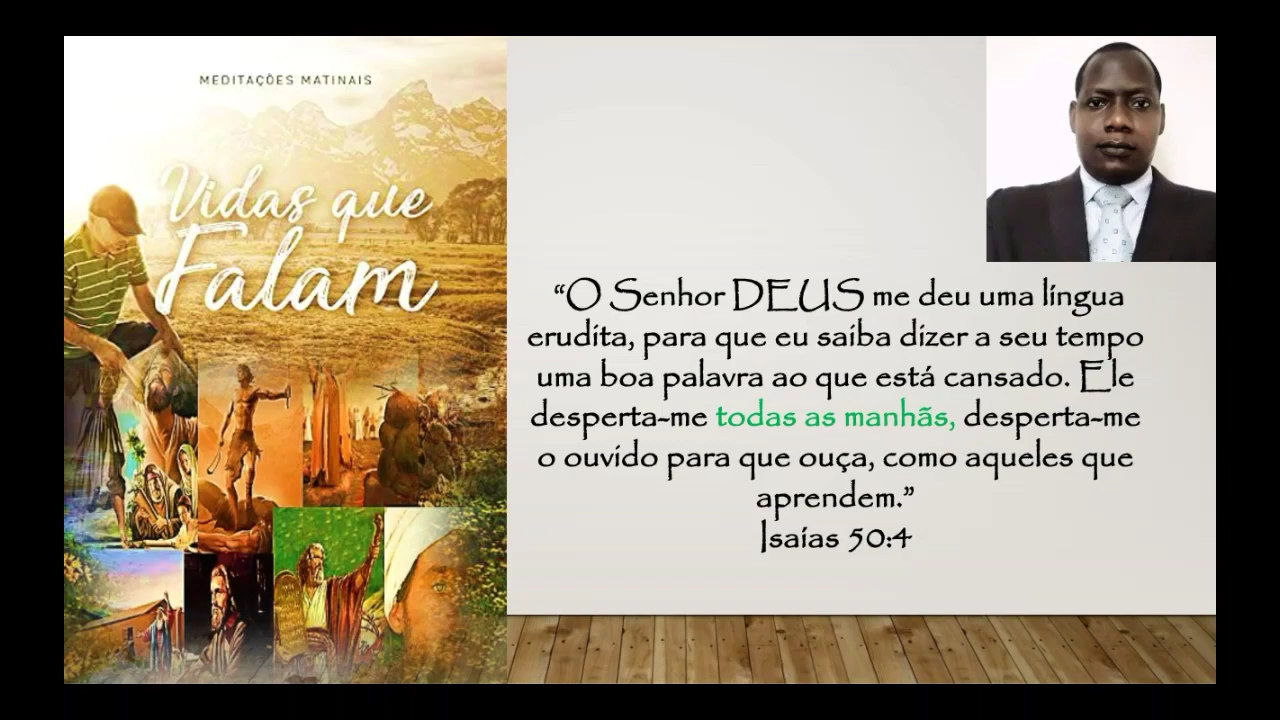 MEDITAÇÕES MATINAIS
Vidas que
Falam
“O Senhor DEUS me deu uma língua
erudita, para que eu saiba dizer a seu tempo
uma boa palavra ao que está cansado. Ele
desperta-me todas as manhãs, desperta-me
o ouvido para que ouça, como aqueles que
aprendem.”
Isaías 50:4